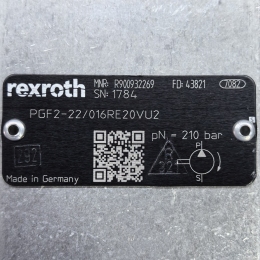 rexroth
MNR: R900932269 FD: 43821 7082
SN: 1784
PGF2-22/016RE20VU2
pN = 210 bar
P
S
Made in Germany